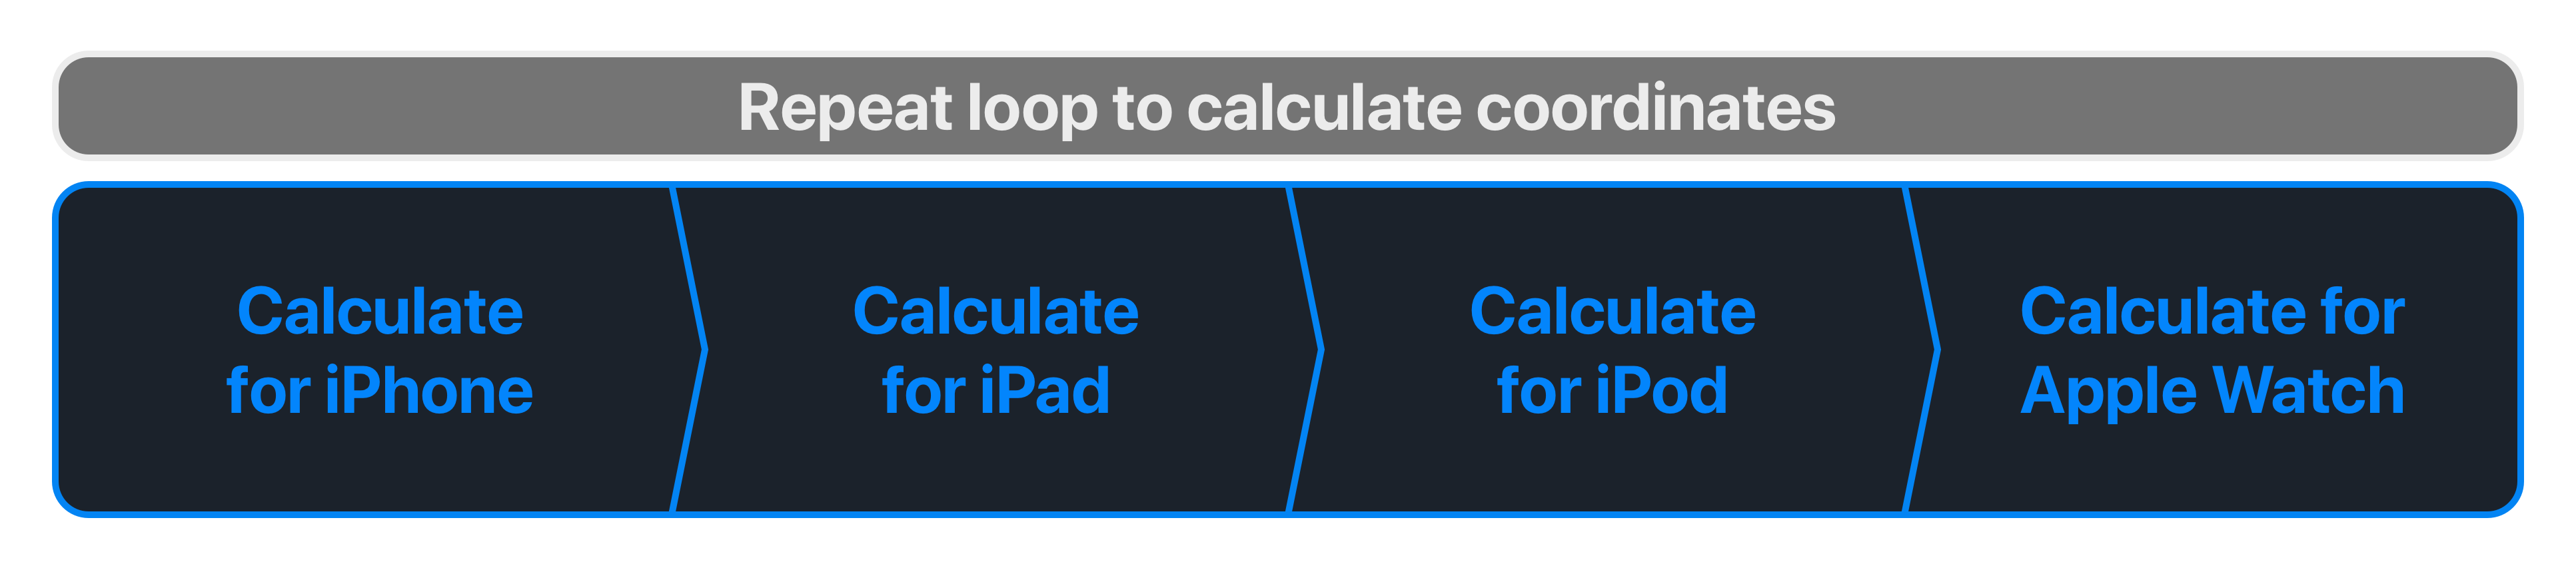 Repeat loop to calculate coordinates
Calculate
for iPhone
Calculate
for iPad
Calculate
for iPod
Calculate for
Apple Watch